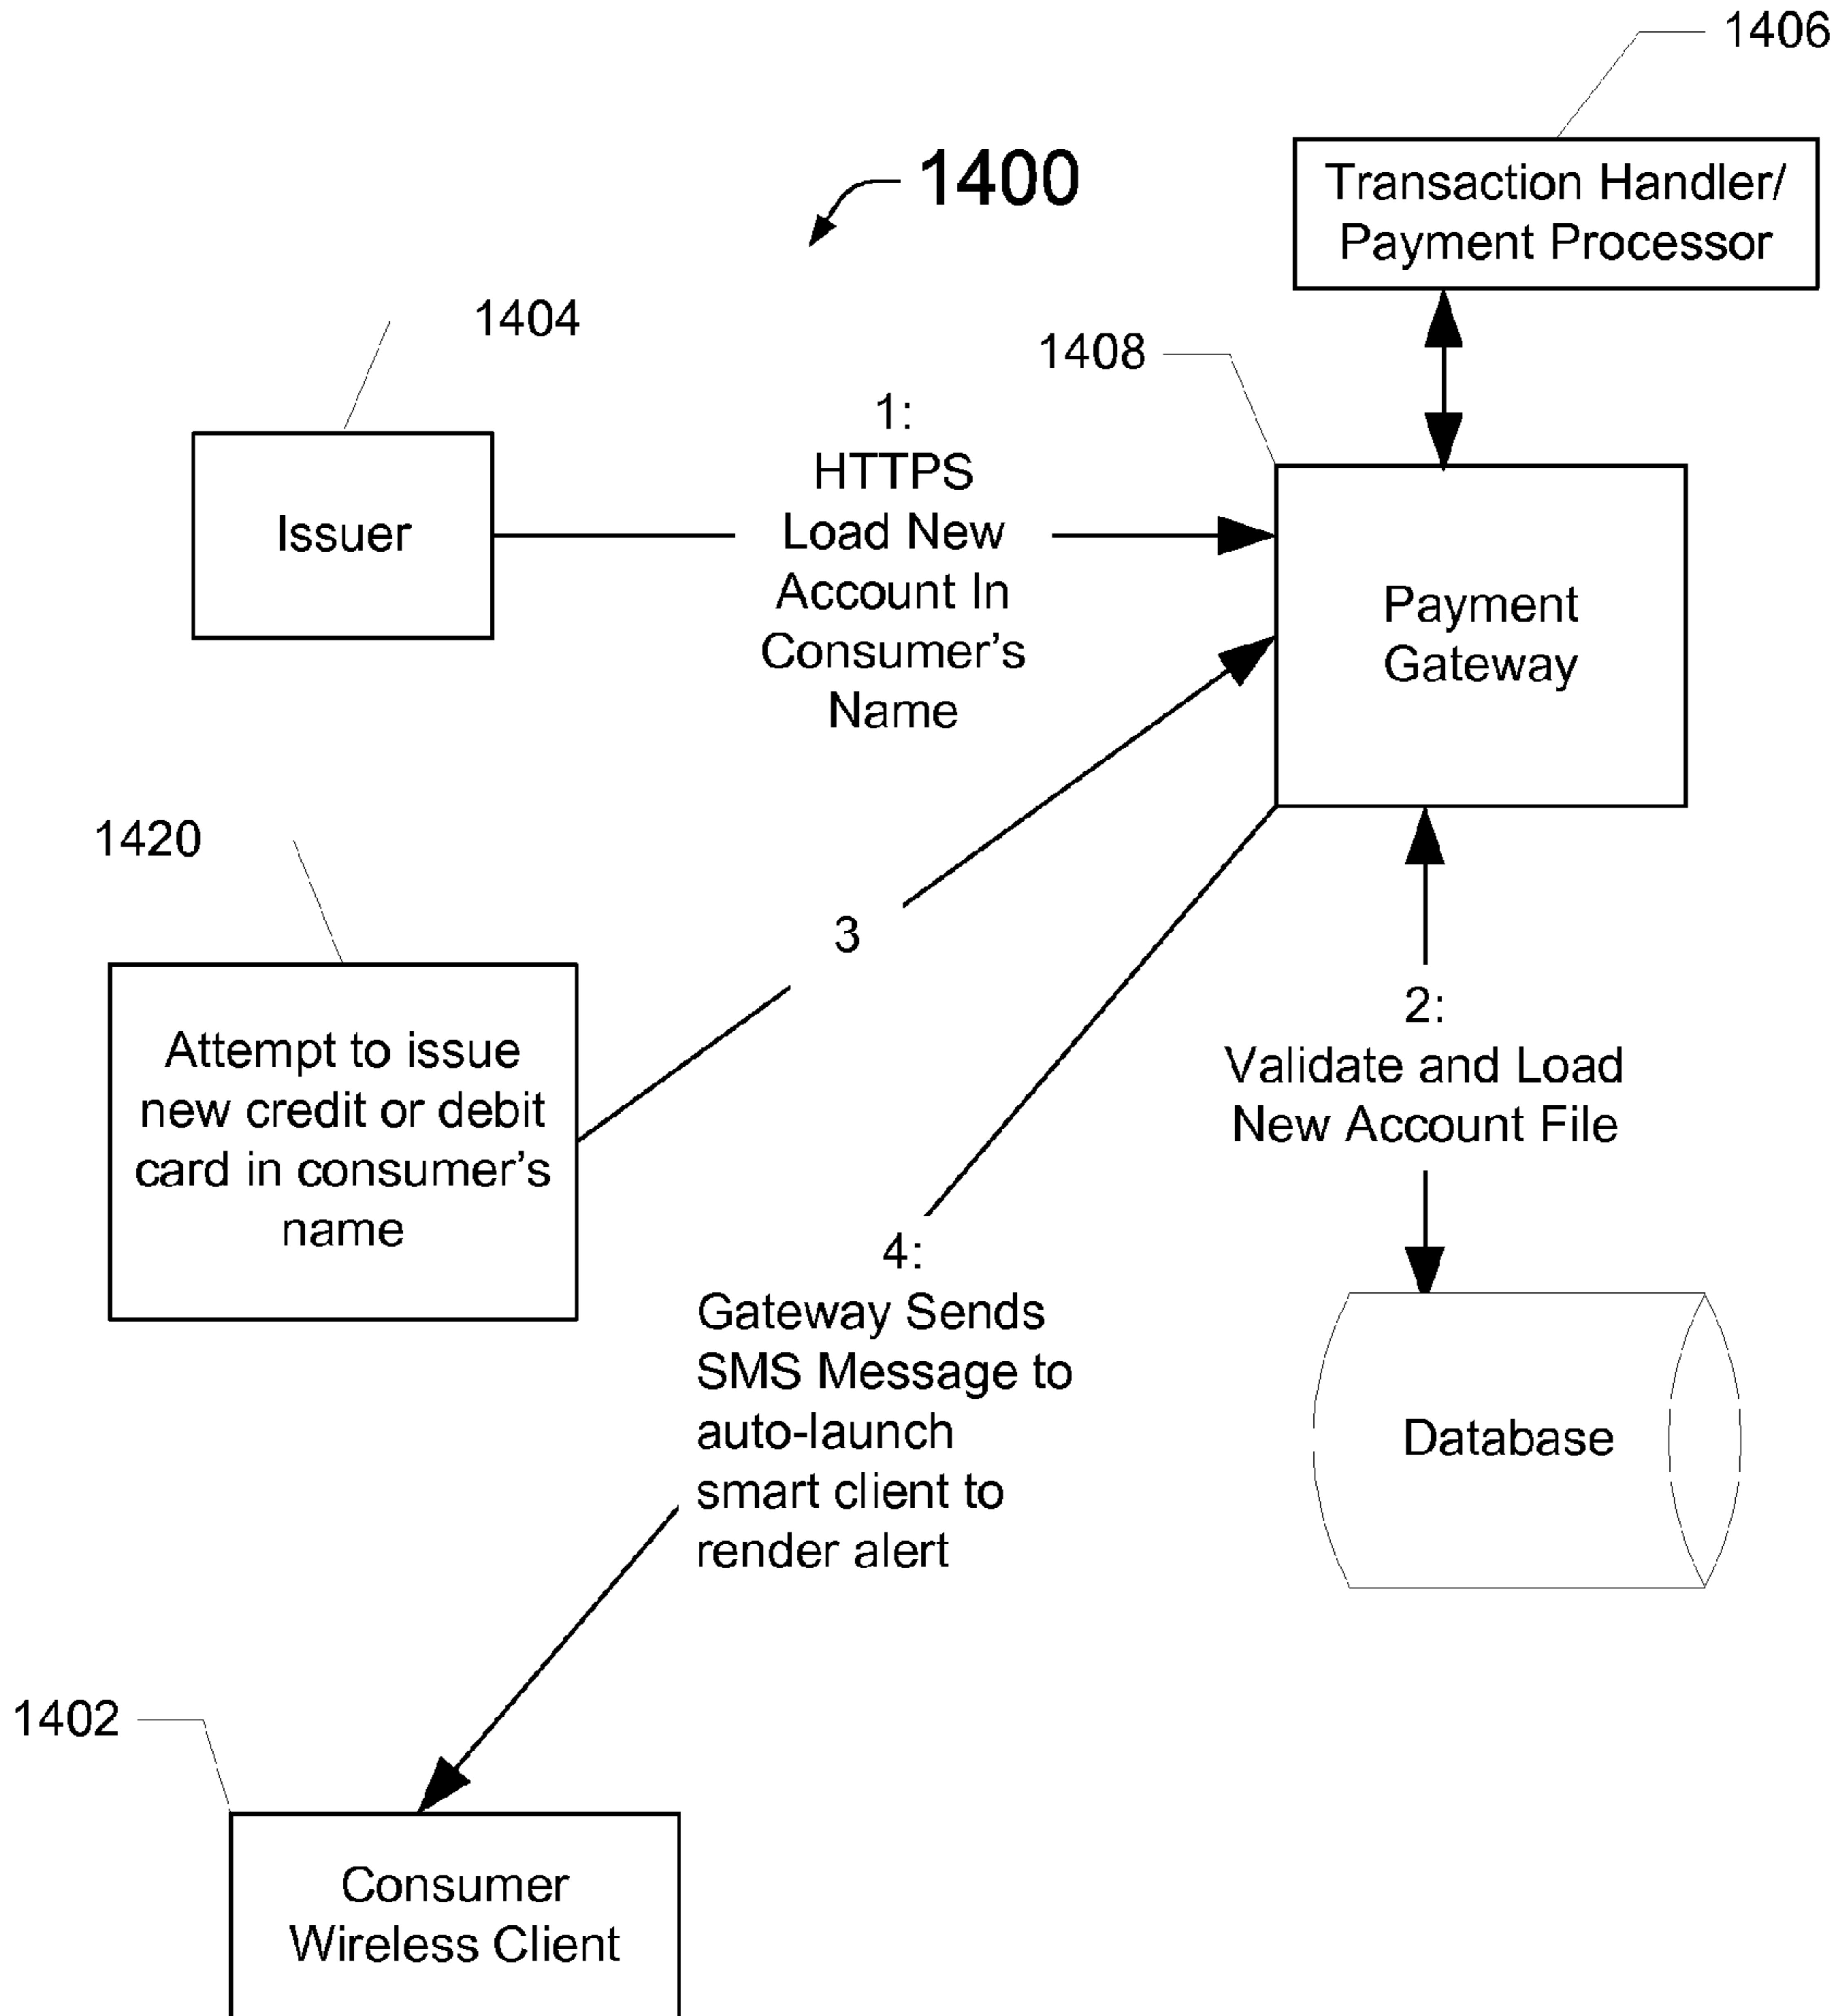 1406
1400
Transaction Handler/
Payment Processor
1404
1408
1:
HTTPS
Load New
Account In
Consumer's
Name
Issuer
Payment
Gateway
1420
3
Attempt to issue
new credit or debit
card in consumer's
name
2:
Validate and Load
New Account File
4:
Gateway Sends
SMS Message to
auto-launch
smart client to
render alert
Database
1402
Consumer
Wireless Client